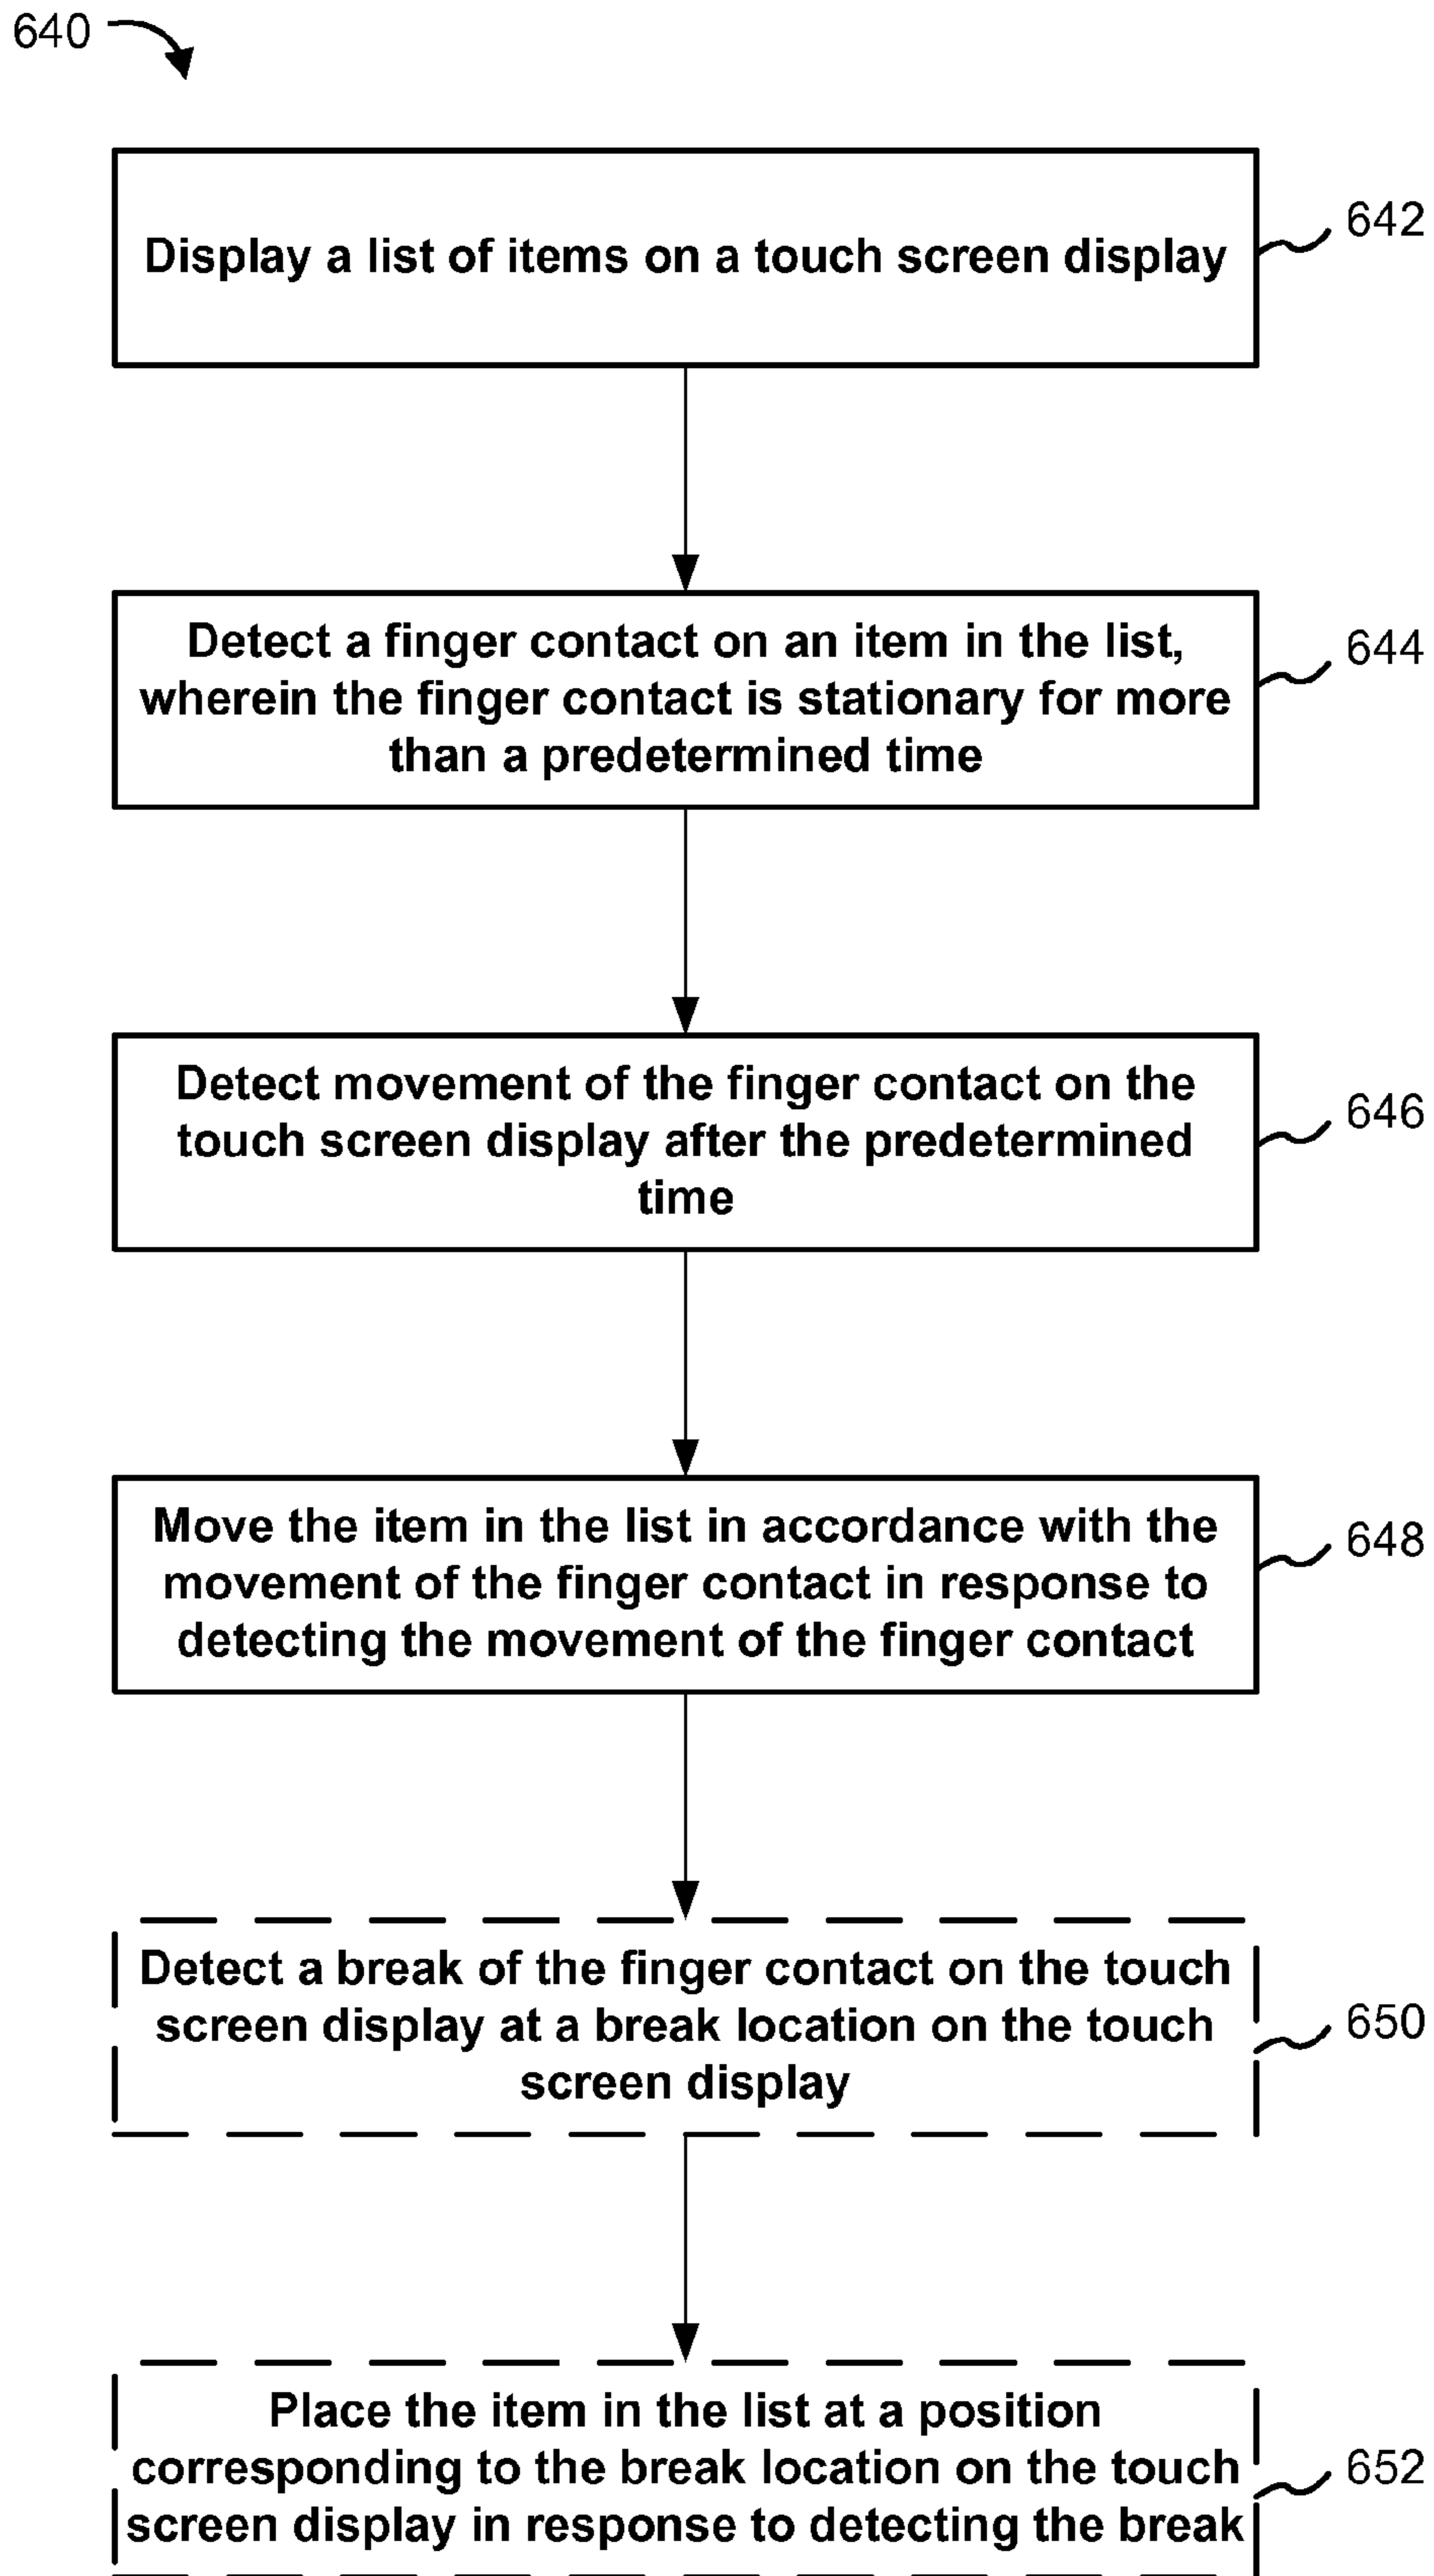 640
Display a list of items on a touch screen display
642
Detect a finger contact on an item in the list,
wherein the finger contact is stationary for more
than a predetermined time
644
Detect movement of the finger contact on the
touch screen display after the predetermined
time
646
Move the item in the list in accordance with the
movement of the finger contact in response to
detecting the movement of the finger contact
648
Detect a break of the finger contact on the touch
screen display at a break location on the touch
screen display
650
Place the item in the list at a position
corresponding to the break location on the touch
screen display in response to detecting the break
652